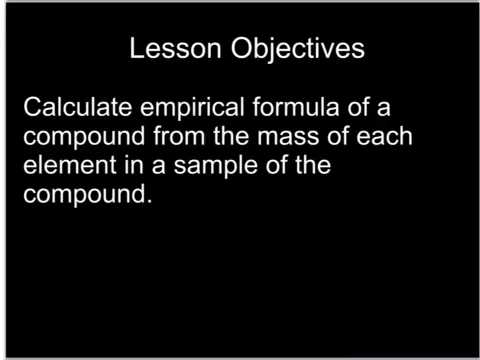 Lesson Objectives
Calculate empirical formula of a
compound from the mass of each
element in a sample of the
compound.